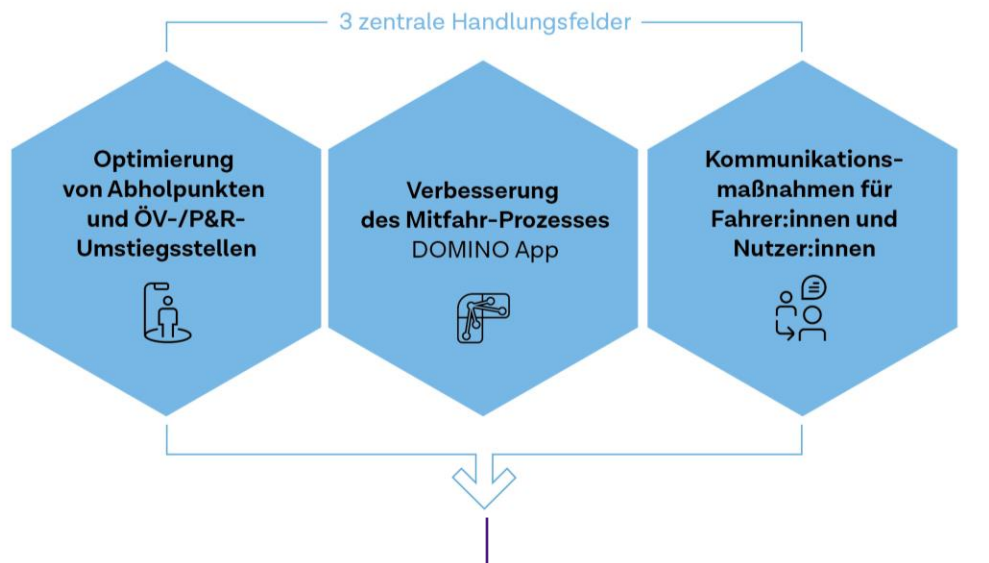 3 zentrale Handlungsfelder
Optimierung
von Abholpunkten
und ÖV-/P&R-
Umstiegsstellen
Verbesserung
des Mitfahr-Prozesses
DOMINO App
Kommunikations-
maßnahmen für
Fahrer:innen und
Nutzer:innen